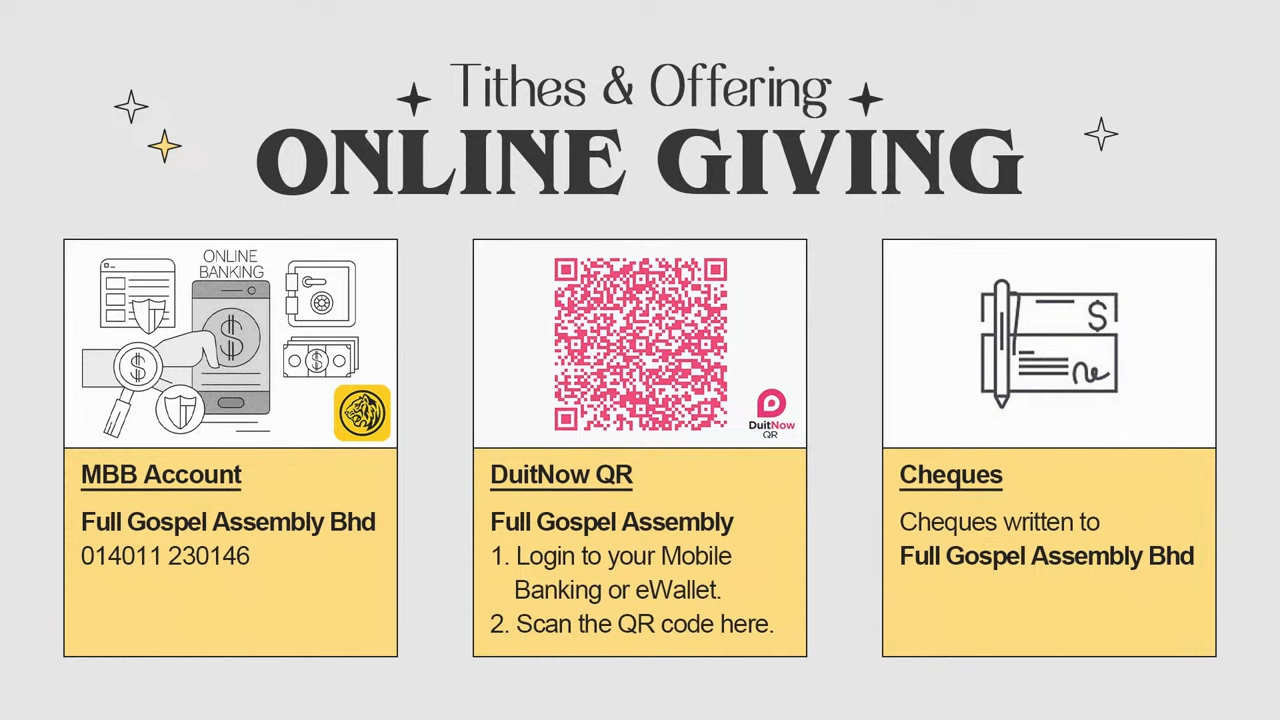 Tithes & Offering
ONLINE GIVING
ONLINE
BANKING
MBB Account
Full Gospel Assembly Bhd
014011 230146
DuitNow
QR
DuitNow QR
Full Gospel Assembly
1. Login to your Mobile
Banking or eWallet.
2. Scan the QR code here.
Cheques
Cheques written to
Full Gospel Assembly Bhd